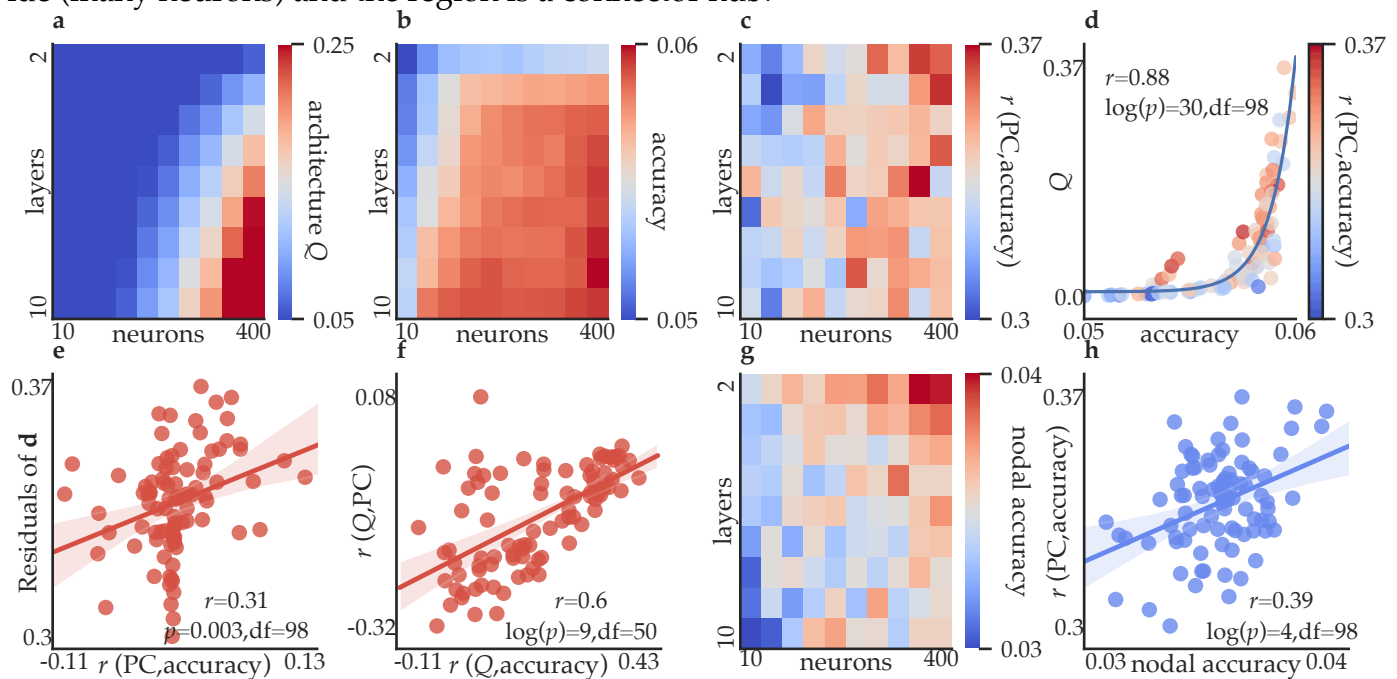 a
2
layers
10
10
neurons
400
0.25
architecture Q
0.05
b
2
layers
10
10
neurons
400
0.06
accuracy
0.05
c
2
layers
10
10
neurons
400
0.37
r (PC,accuracy)
0.3
d
0.37
Q
0.0
r=0.88
log(p)=30,df=98
0.05
accuracy
0.06
0.37
r (PC,accuracy)
0.3
e
0.37
Residuals of d
0.3
r=0.31
p=0.003,df=98
-0.11 r (PC,accuracy) 0.13
f
0.08
r (Q,PC)
-0.32
r=0.6
log(p)=9,df=50
-0.11 r (Q,accuracy) 0.43
g
2
layers
10
10
neurons
400
0.04
nodal accuracy
0.03
h
0.37
r (PC,accuracy)
0.3
r=0.39
log(p)=4,df=98
0.03 nodal accuracy 0.04